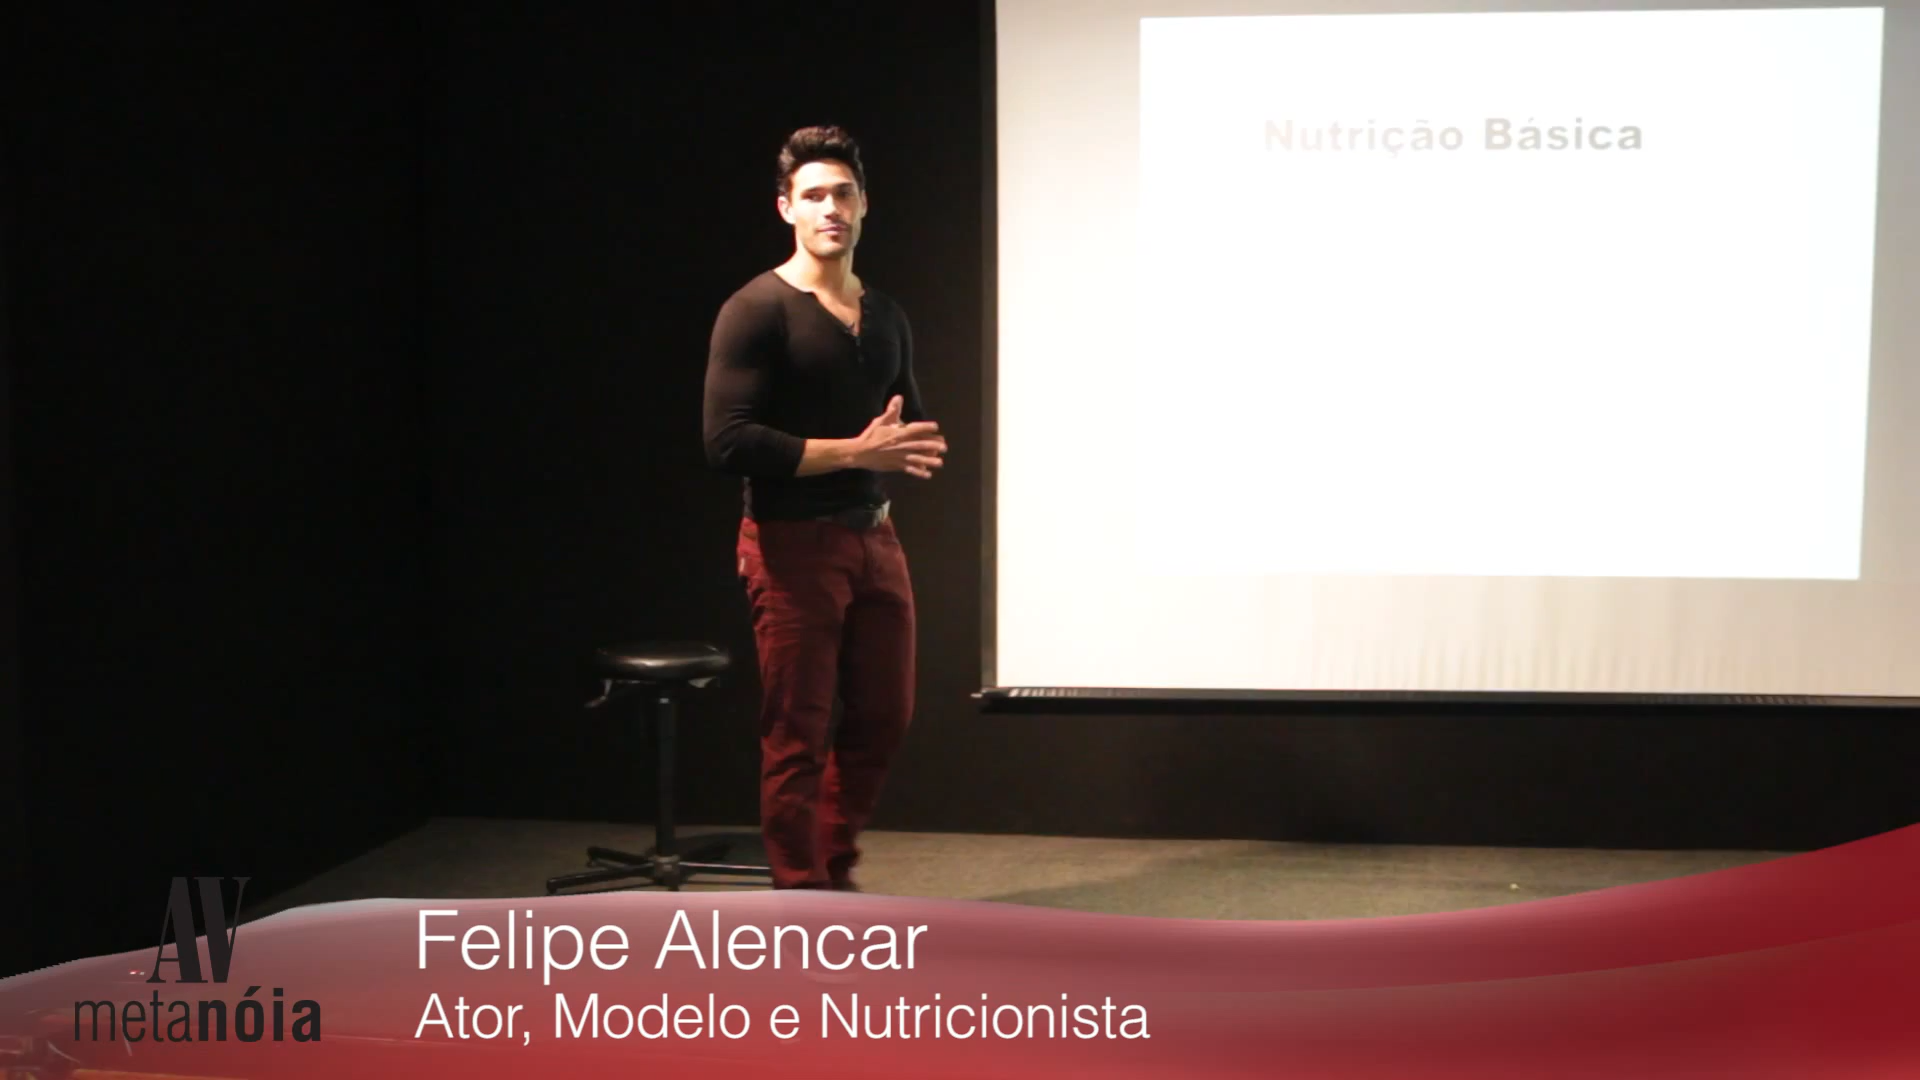 Nutrição Básica
AV
metanóia
Felipe Alencar
Ator, Modelo e Nutricionista